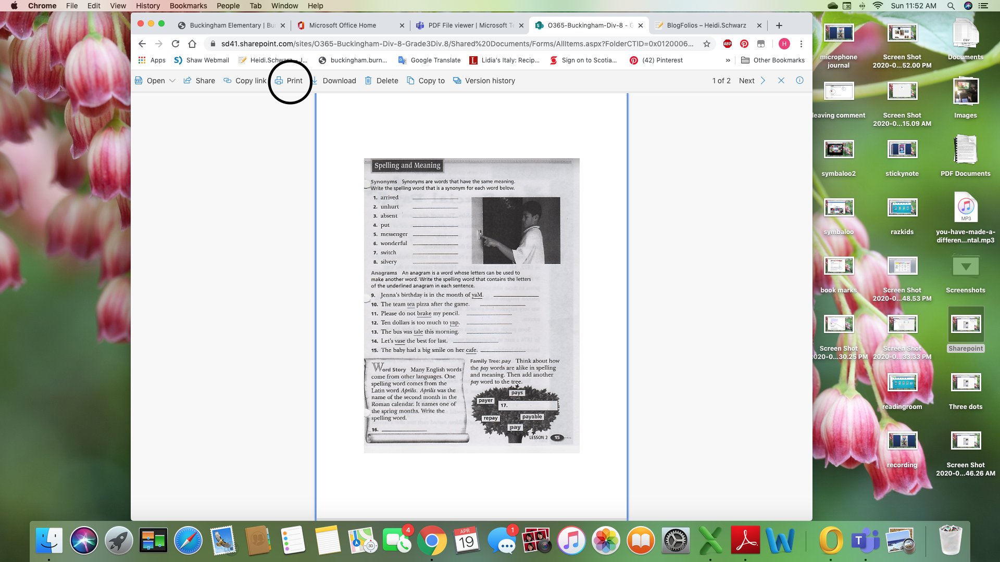 Chrome File Edit View History Bookmarks People Tab Window Help
Sun 11:52 AM
Buckingham Elementary | Bu
Microsoft Office Home
PDF File viewer | Microsoft Te
O365-Buckingham-Div-8 - G
BlogFolios – Heidi.Schwarz
sd41.sharepoint.com/sites/O365-Buckingham-Div-8-Grade3Div.8/Shared%20Documents/Forms/AllItems.aspx?FolderCTID=0x0120006...
ABP
H
Apps
Shaw Webmail
Heidi.Schwarz – J...
buckingham.burn...
Google Translate
Lidia's Italy: Recip...
Sign on to Scotia...
(42) Pinterest
»
Other Bookmarks
Open
Share
Copy link
Print
Download
Delete
Copy to
Version history
1 of 2
Next
Spelling and Meaning
Synonyms Synonyms are words that have the same meaning.
Write the spelling word that is a synonym for each word below.
1. arrived
2. unhurt
3. absent
4. put
5. messenger
6. wonderful
7. switch
8. silvery
Anagrams An anagram is a word whose letters can be used to
make another word. Write the spelling word that contains the letters
of the underlined anagram in each sentence.
9. Jenna's birthday is in the month of yaM.
10. The team tea pizza after the game.
11. Please do not brake my pencil.
12. Ten dollars is too much to yap.
13. The bus was tale this morning.
14. Let's vase the best for last.
15. The baby had a big smile on her cafe.
Word Story Many English words
come from other languages. One
spelling word comes from the
Latin word Aprilis. Aprilis was the
name of the second month in the
Roman calendar. It names one of
the spring months. Write the
spelling word.
16.
Family Tree: pay Think about how
the pay words are alike in spelling
and meaning. Then add another
pay word to the tree.
pays
payer
17.
repay
payable
pay
LESSON 2 15
microphone
journal
Screen Shot
2020-0...52.00 PM
CSV
Documents
leaving comment
Screen Shot
2020-0...15.09 AM
Images
symbaloo2
stickynote
PDF Documents
symbaloo
razkids
MP3
you-have-made-a-
differen...ntal.mp3
book marks
Screen Shot
2020-0...48.53 PM
Screenshots
Screen Shot
2020-0...30.25 PM
Screen Shot
2020-0...33.33 PM
Sharepoint
readingroom
Three dots
recording
Screen Shot
2020-0...46.26 AM
3D
4
APR
19
1